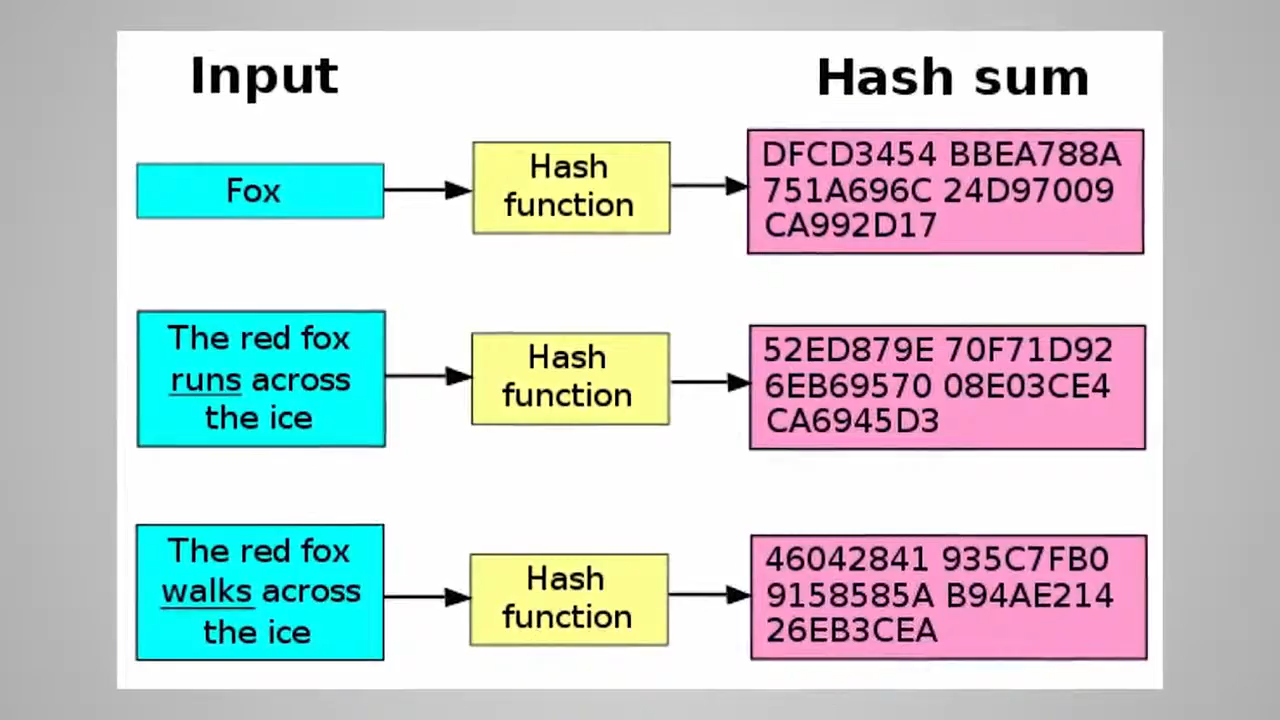 Input
Hash sum
Fox
Hash
function
DFCD3454 BBEA788A
751A696C 24D97009
CA992D17
The red fox
runs across
the ice
Hash
function
52ED879E 70F71D92
6EB69570 08E03CE4
CA6945D3
The red fox
walks across
the ice
Hash
function
46042841 935C7FB0
9158585A B94AE214
26EB3CEA